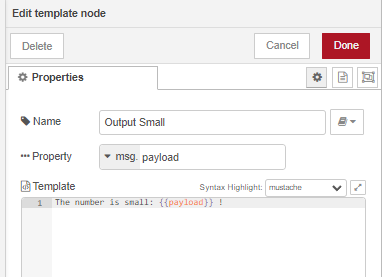 Edit template node
Delete
Cancel
Done
Properties
Name
Output Small
Property
msg. payload
Template
Syntax Highlight: mustache
1 The number is small: {{payload}} !